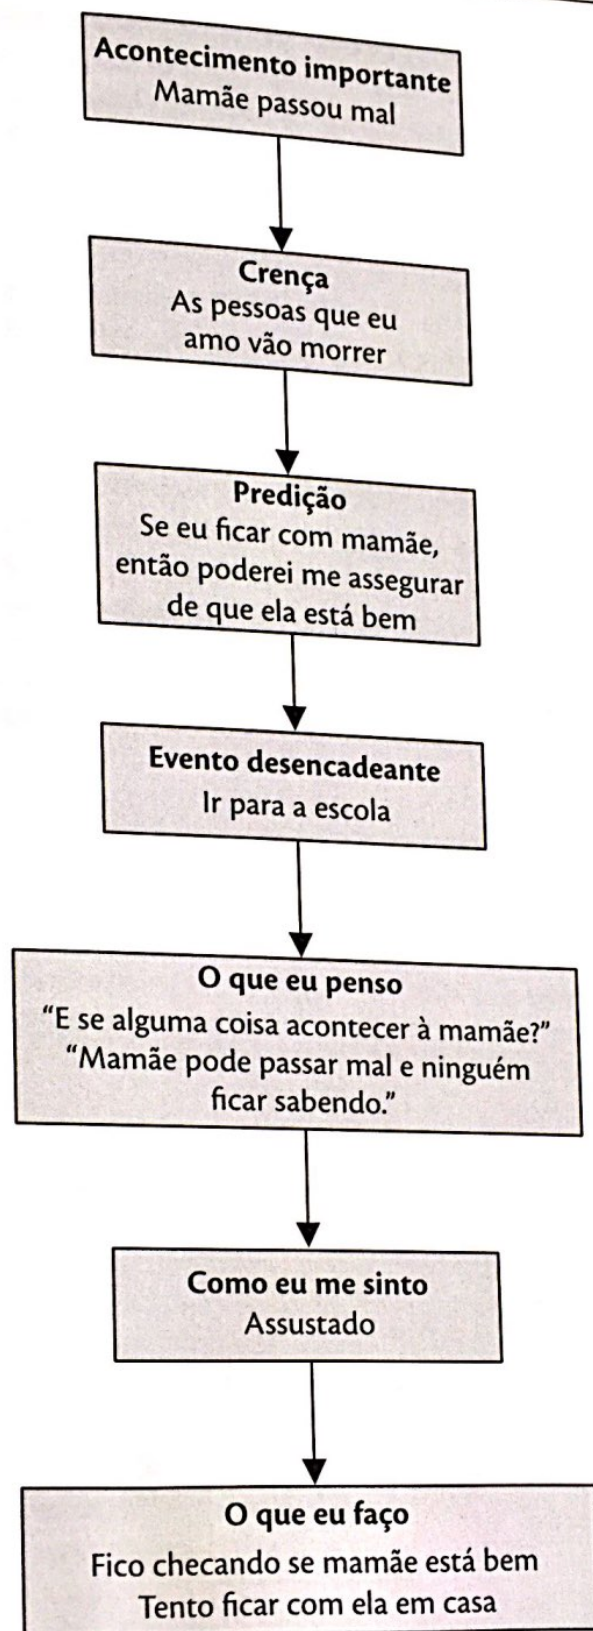 Acontecimento importante
Mamãe passou mal
Crença
As pessoas que eu
amo vão morrer
Predição
Se eu ficar com mamãe,
então poderei me assegurar
de que ela está bem
Evento desencadeante
Ir para a escola
O que eu penso
“E se alguma coisa acontecer à mamãe?”
“Mamãe pode passar mal e ninguém
ficar sabendo.”
Como eu me sinto
Assustado
O que eu faço
Fico checando se mamãe está bem
Tento ficar com ela em casa